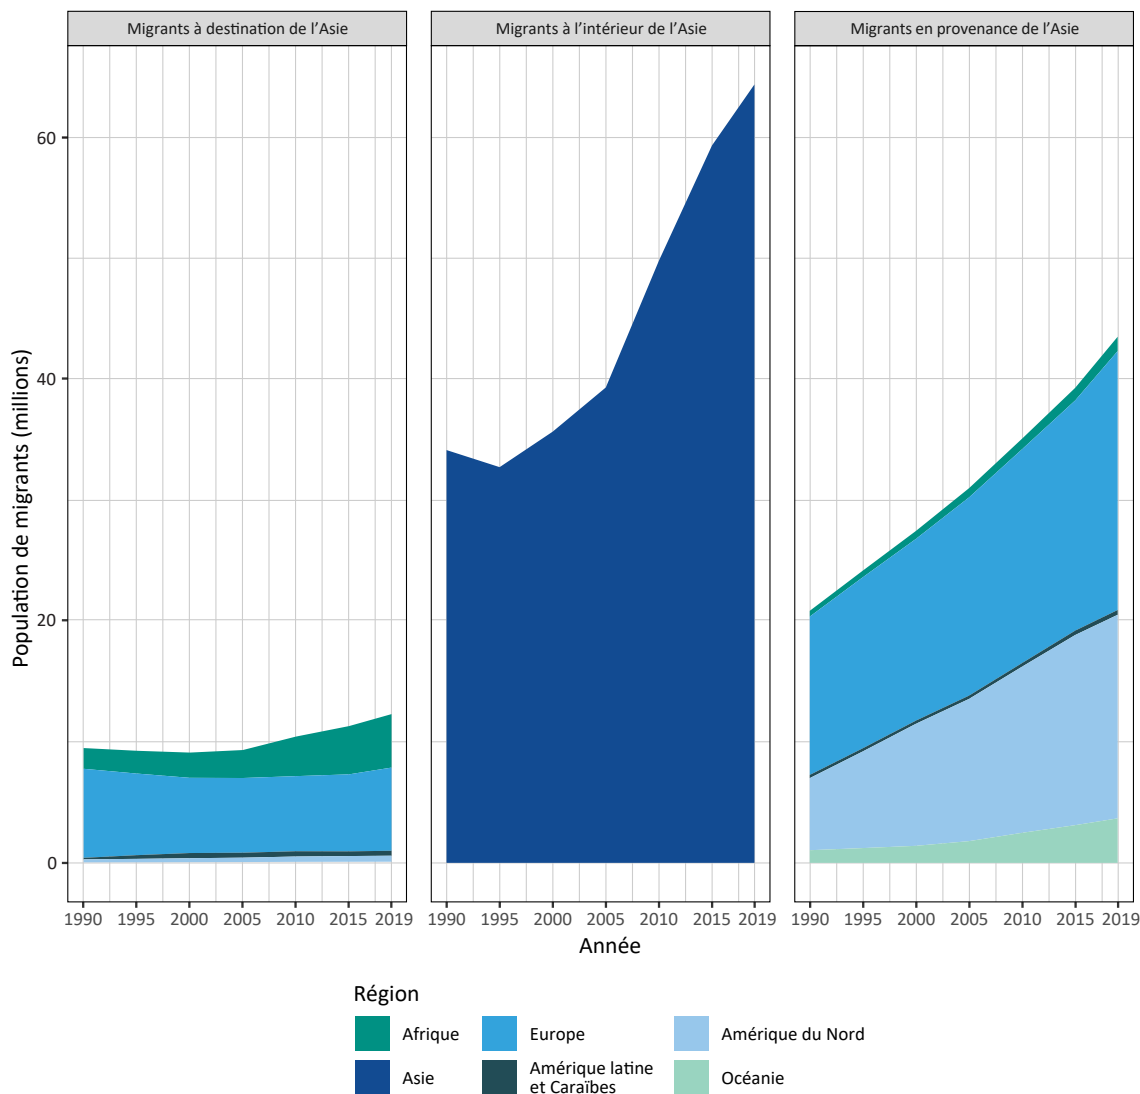 Migrants à destination de l'Asie
Migrants à l'intérieur de l'Asie
Migrants en provenance de l'Asie
Population de migrants (millions)
60
40
20
0
1990 1995 2000 2005 2010 2015 2019
1990 1995 2000 2005 2010 2015 2019
1990 1995 2000 2005 2010 2015 2019
Année
Région
Afrique
Europe
Amérique du Nord
Asie
Amérique latine
et Caraïbes
Océanie